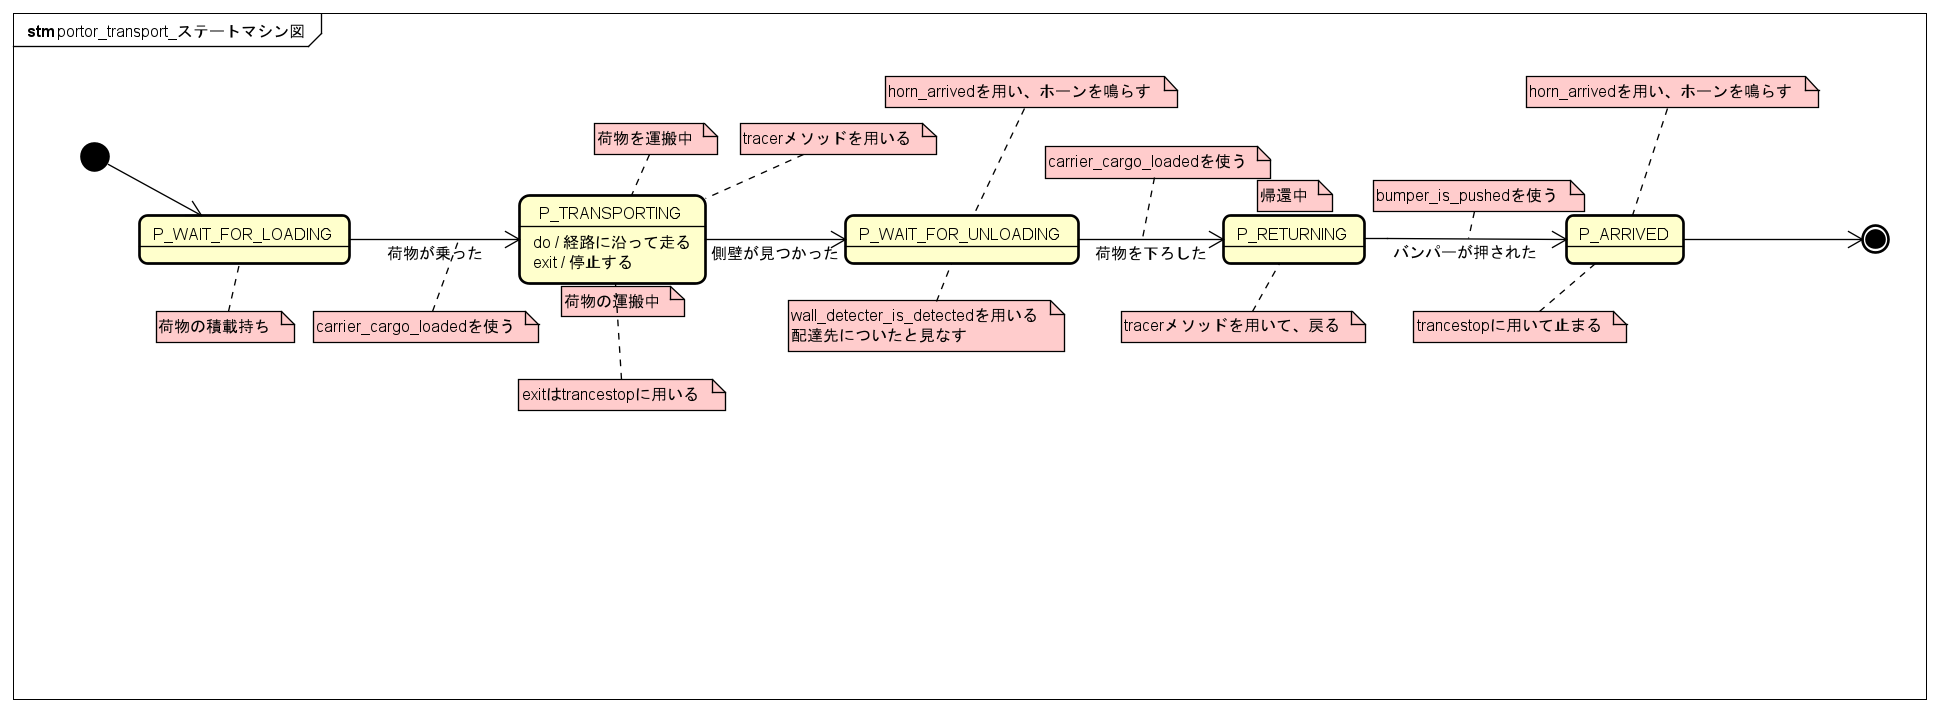 stm portor_transport_ステートマシン図
horn_arrivedを用い、ホーンを鳴らす
horn_arrivedを用い、ホーンを鳴らす
荷物を運搬中
tracerメソッドを用いる
carrier_cargo_loadedを使う
帰還中
bumper_is_pushedを使う
P_WAIT_FOR_LOADING
荷物が乗った
P_TRANSPORTING
do / 経路に沿って走る
exit / 停止する
側壁が見つかった
P_WAIT_FOR_UNLOADING
荷物を下ろした
P_RETURNING
バンパーが押された
P_ARRIVED
荷物の運搬中
荷物の積載持ち
carrier_cargo_loadedを使う
wall_detecter_is_detectedを用いる
配達先についたと見なす
tracerメソッドを用いて、戻る
trancestopに用いて止まる
exitはtrancestopに用いる